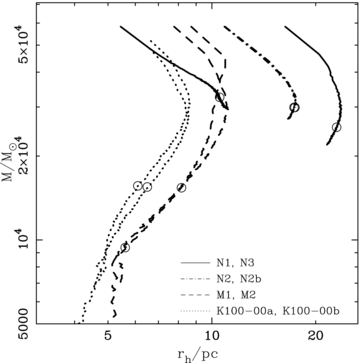 5×10⁴
2×10⁴
10⁴
5000
M/M⊙
N1, N3
N2, N2b
M1, M2
K100-00a, K100-00b
5
10
20
r_h/pc